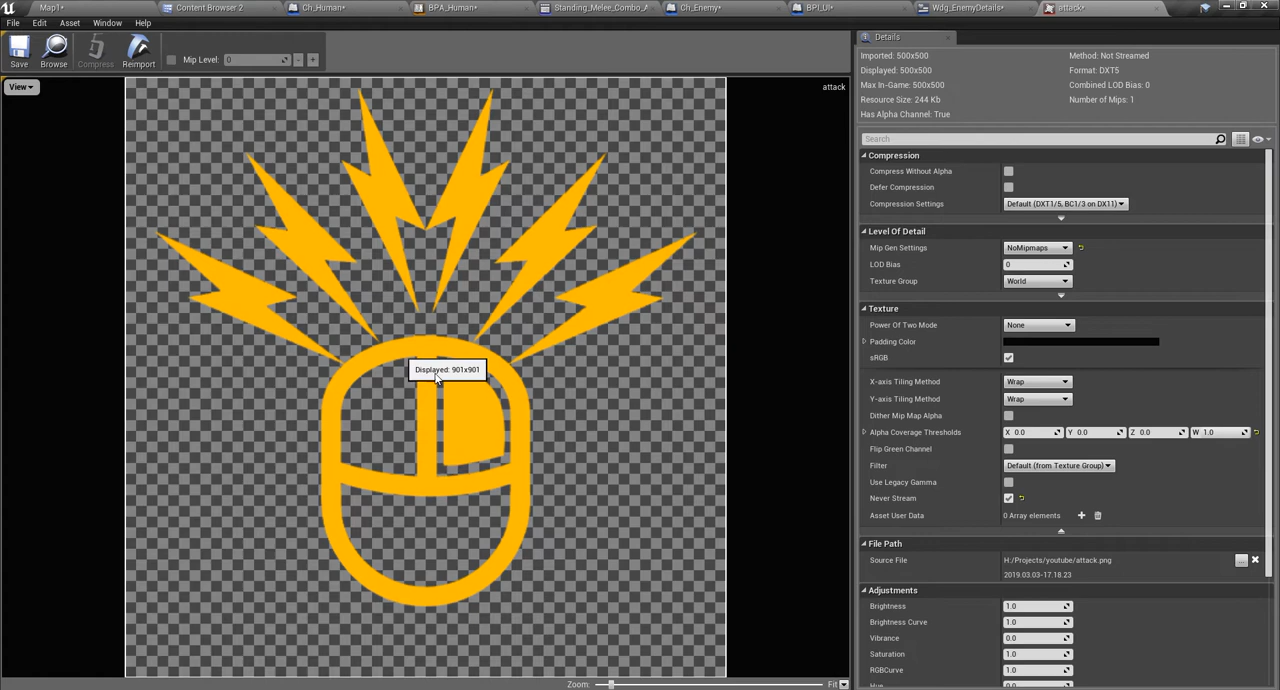 Map1*
Content Browser 2
Ch_Human*
BPA_Human*
Standing_Melee_Combo_A
Ch_Enemy*
BPI_UI*
Wdg_EnemyDetails*
attack*
File Edit Asset Window Help
Save
Browse
Compress
Reimport
Mip Level: 0 - +
View
attack
Displayed: 901x901
Zoom: Fit
Details
Imported: 500x500 Method: Not Streamed
Displayed: 500x500 Format: DXT5
Max In-Game: 500x500 Combined LOD Bias: 0
Resource Size: 244 Kb Number of Mips: 1
Has Alpha Channel: True
Search
Compression
Compress Without Alpha
Defer Compression
Compression Settings Default (DXT1/5, BC1/3 on DX11)
Level Of Detail
Mip Gen Settings NoMipmaps
LOD Bias 0
Texture Group World
Texture
Power Of Two Mode None
Padding Color
sRGB
X-axis Tiling Method Wrap
Y-axis Tiling Method Wrap
Dither Mip Map Alpha
Alpha Coverage Thresholds X 0.0 Y 0.0 Z 0.0 W 1.0
Flip Green Channel
Filter Default (from Texture Group)
Use Legacy Gamma
Never Stream
Asset User Data 0 Array elements
File Path
Source File H:/Projects/youtube/attack.png ...
2019.03.03-17.18.23
Adjustments
Brightness 1.0
Brightness Curve 1.0
Vibrance 0.0
Saturation 1.0
RGBCurve 1.0
Hue 0.0